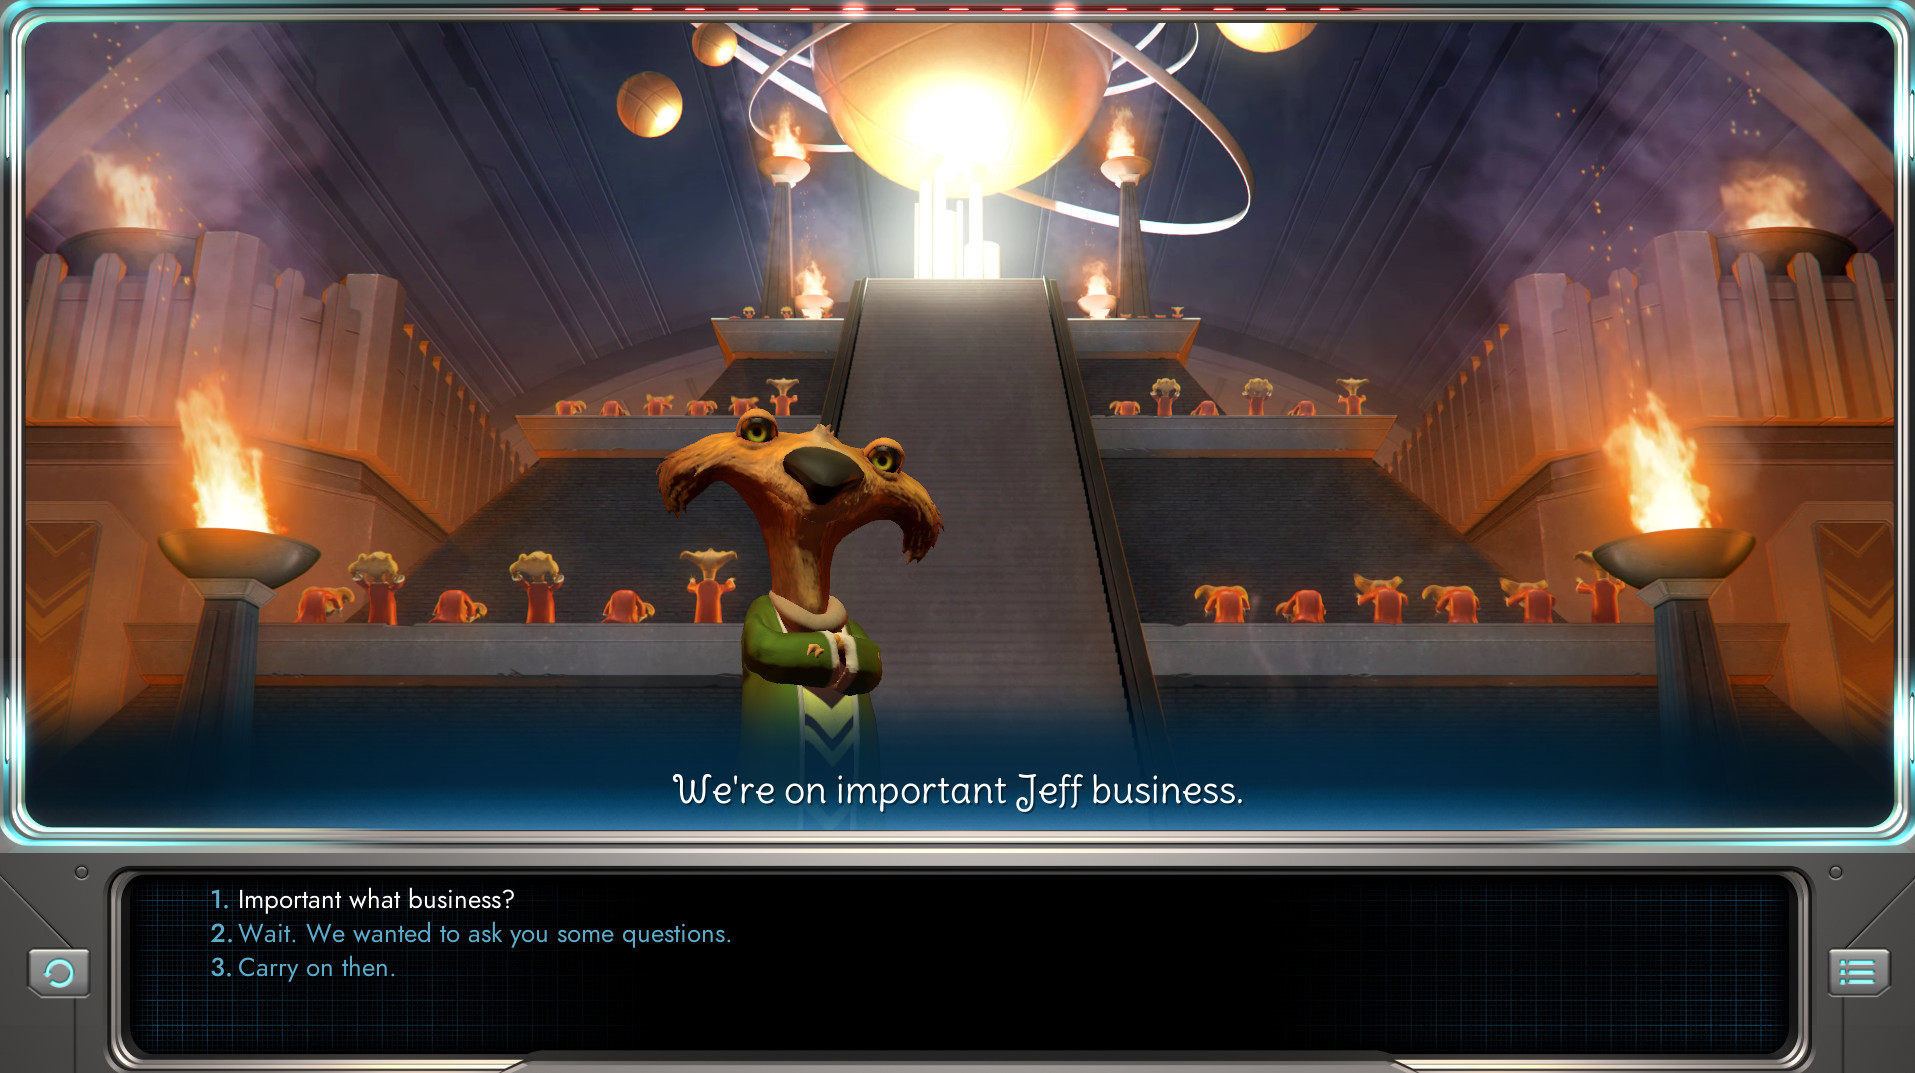 We're on important Jeff business.
1. Important what business?
2. Wait. We wanted to ask you some questions.
3. Carry on then.